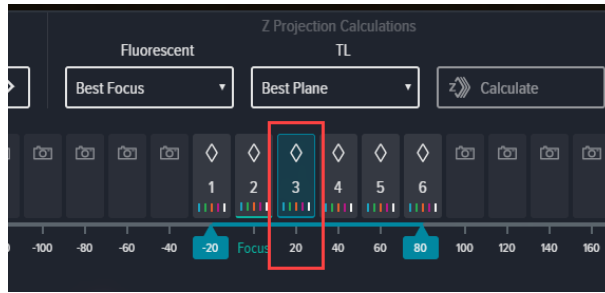 Z Projection Calculations
Fluorescent TL
Best Focus Best Plane Calculate
1 2 3 4 5 6
-100 -80 -60 -40 -20 Focus 20 40 60 80 100 120 140 160